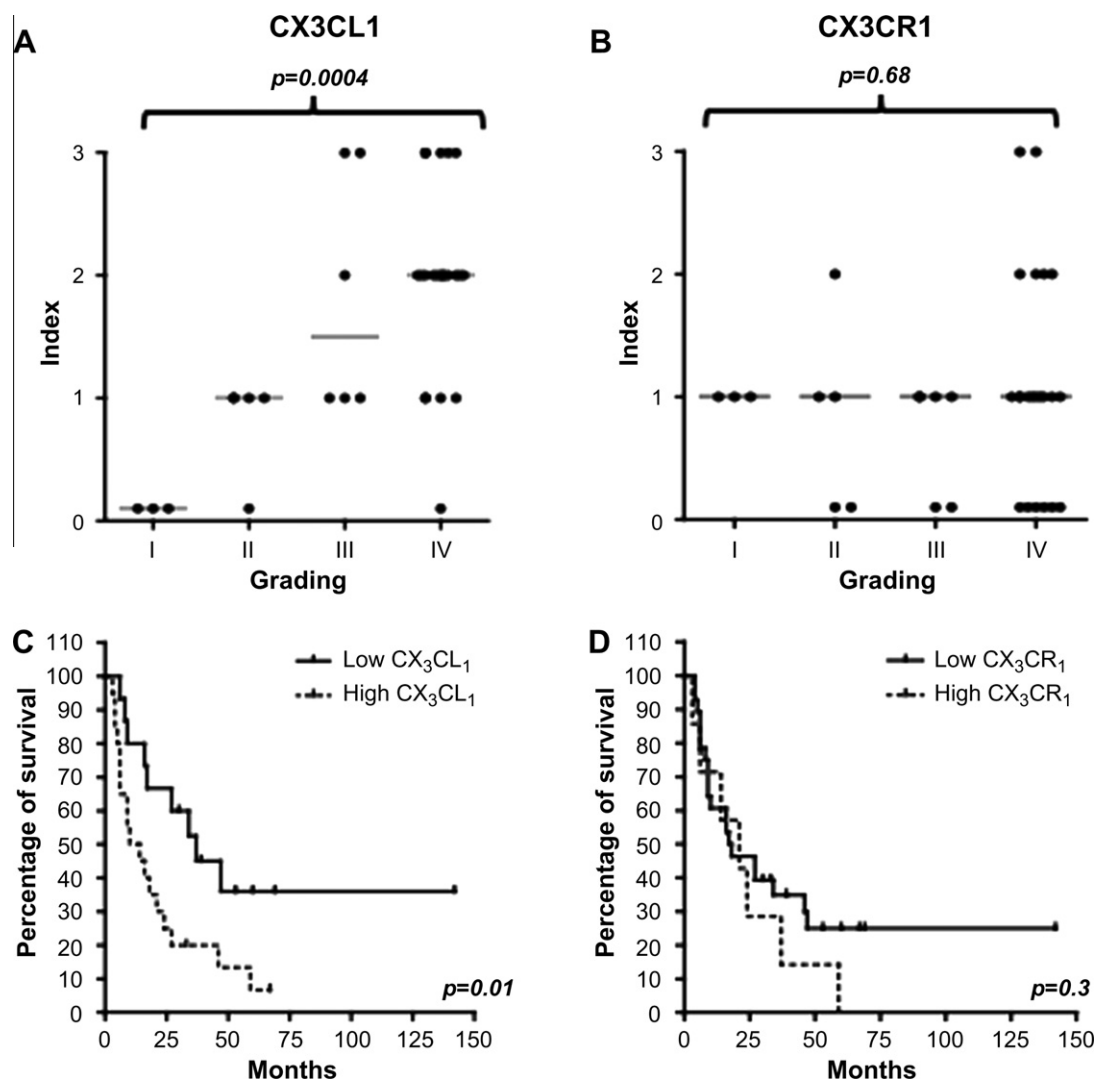 A
CX3CL1
p=0.0004
3
2
1
0
Index
I II III IV
Grading
B
CX3CR1
p=0.68
3
2
1
0
Index
I II III IV
Grading
C
110
100
90
80
70
60
50
40
30
20
10
0
Percentage of survival
Low CX₃CL₁
High CX₃CL₁
p=0.01
0 25 50 75 100 125 150
Months
D
110
100
90
80
70
60
50
40
30
20
10
0
Percentage of survival
Low CX₃CR₁
High CX₃CR₁
p=0.3
0 25 50 75 100 125 150
Months